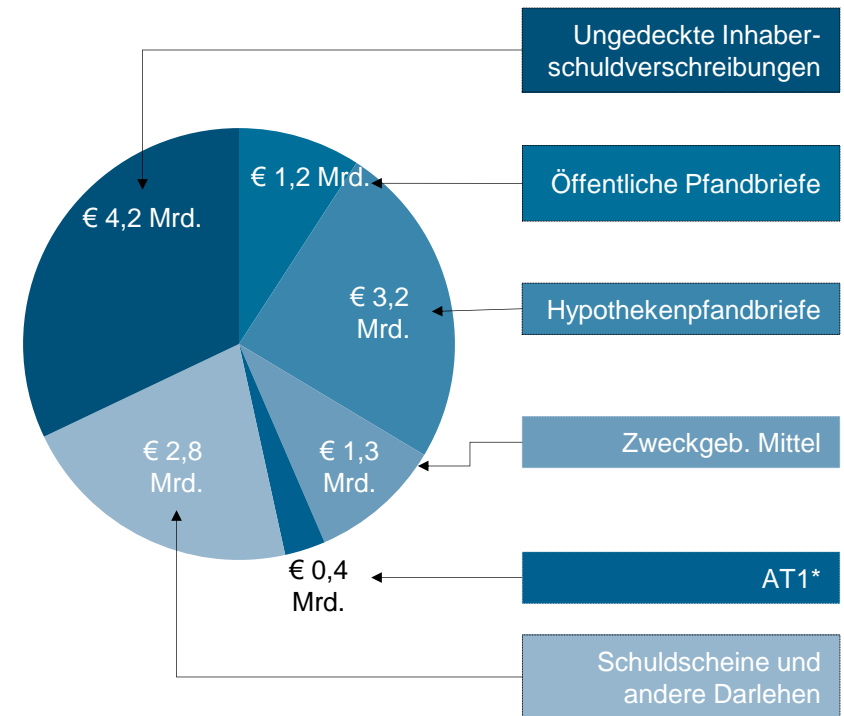 Ungedeckte Inhaber-
schuldverschreibungen
€ 1,2 Mrd.
Öffentliche Pfandbriefe
€ 4,2 Mrd.
€ 3,2
Mrd.
Hypothekenpfandbriefe
€ 2,8
Mrd.
€ 1,3
Mrd.
Zweckgeb. Mittel
€ 0,4
Mrd.
AT1*
Schuldscheine und
andere Darlehen